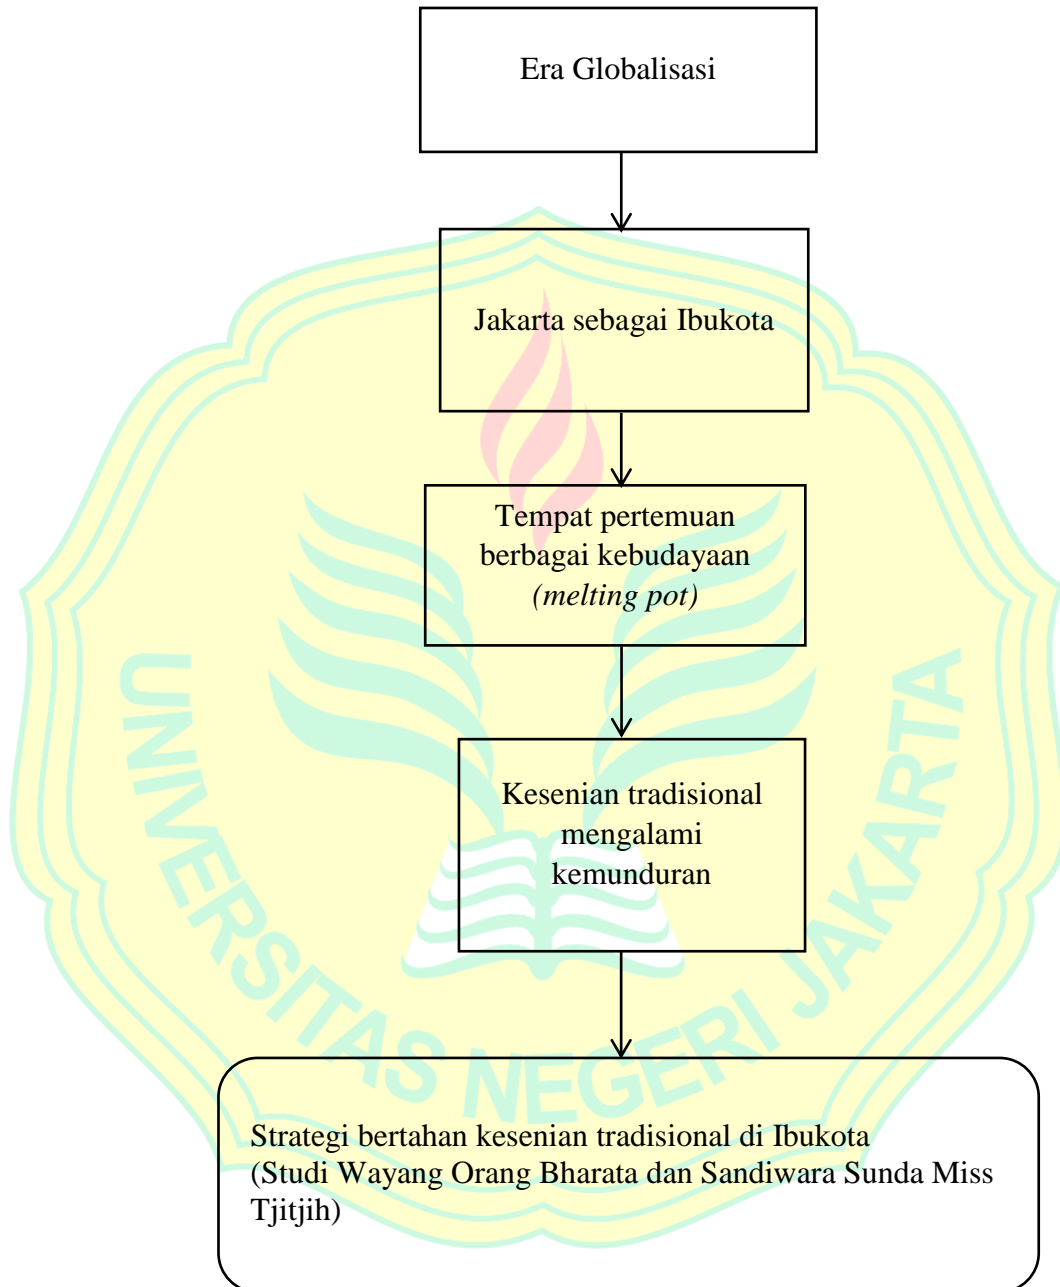 Era Globalisasi
Jakarta sebagai Ibukota
Tempat pertemuan
berbagai kebudayaan
(melting pot)
Kesenian tradisional
mengalami
kemunduran
Strategi bertahan kesenian tradisional di Ibukota
(Studi Wayang Orang Bharata dan Sandiwara Sunda Miss
Tjitjih)
UNIVERSITAS NEGERI JAKARTA